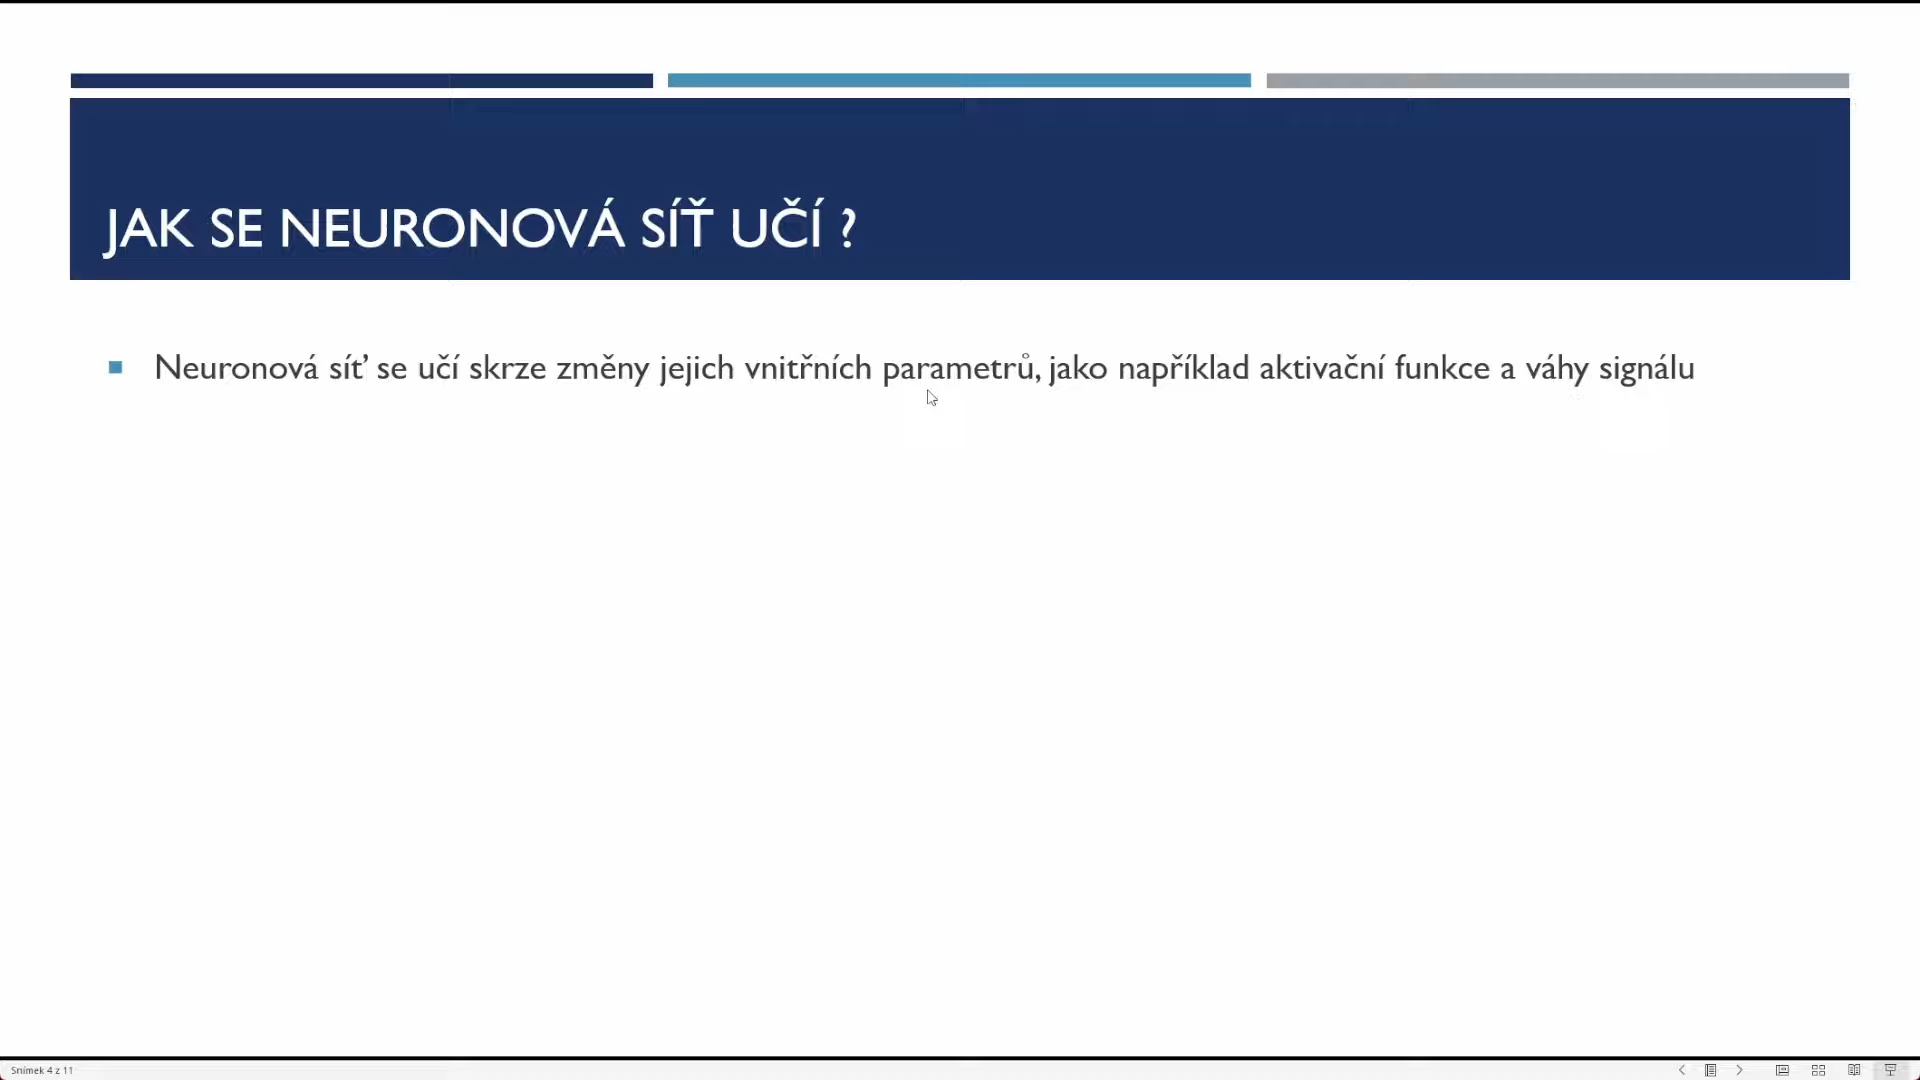 JAK SE NEURONOVÁ SÍŤ UČÍ ?
Neuronová síť se učí skrze změny jejich vnitřních parametrů, jako například aktivační funkce a váhy signálu
Snímek 4 z 11